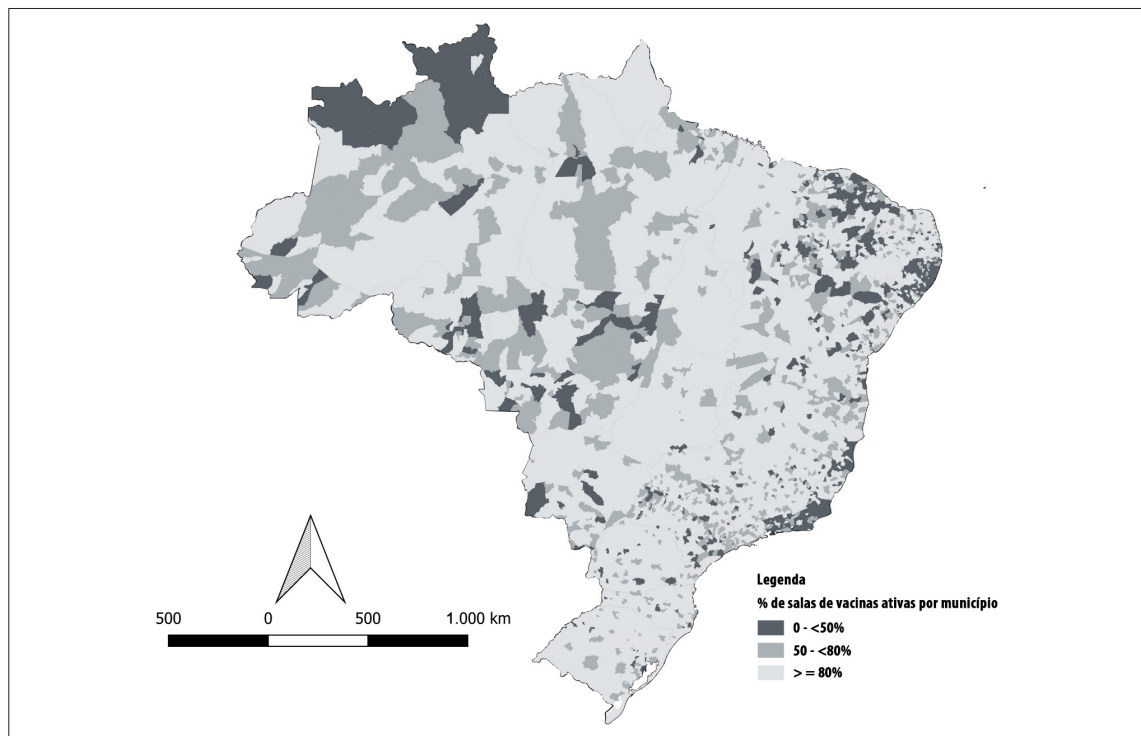 500 0 500 1.000 km
Legenda
% de salas de vacinas ativas por município
0 - <50%
50 - <80%
> = 80%